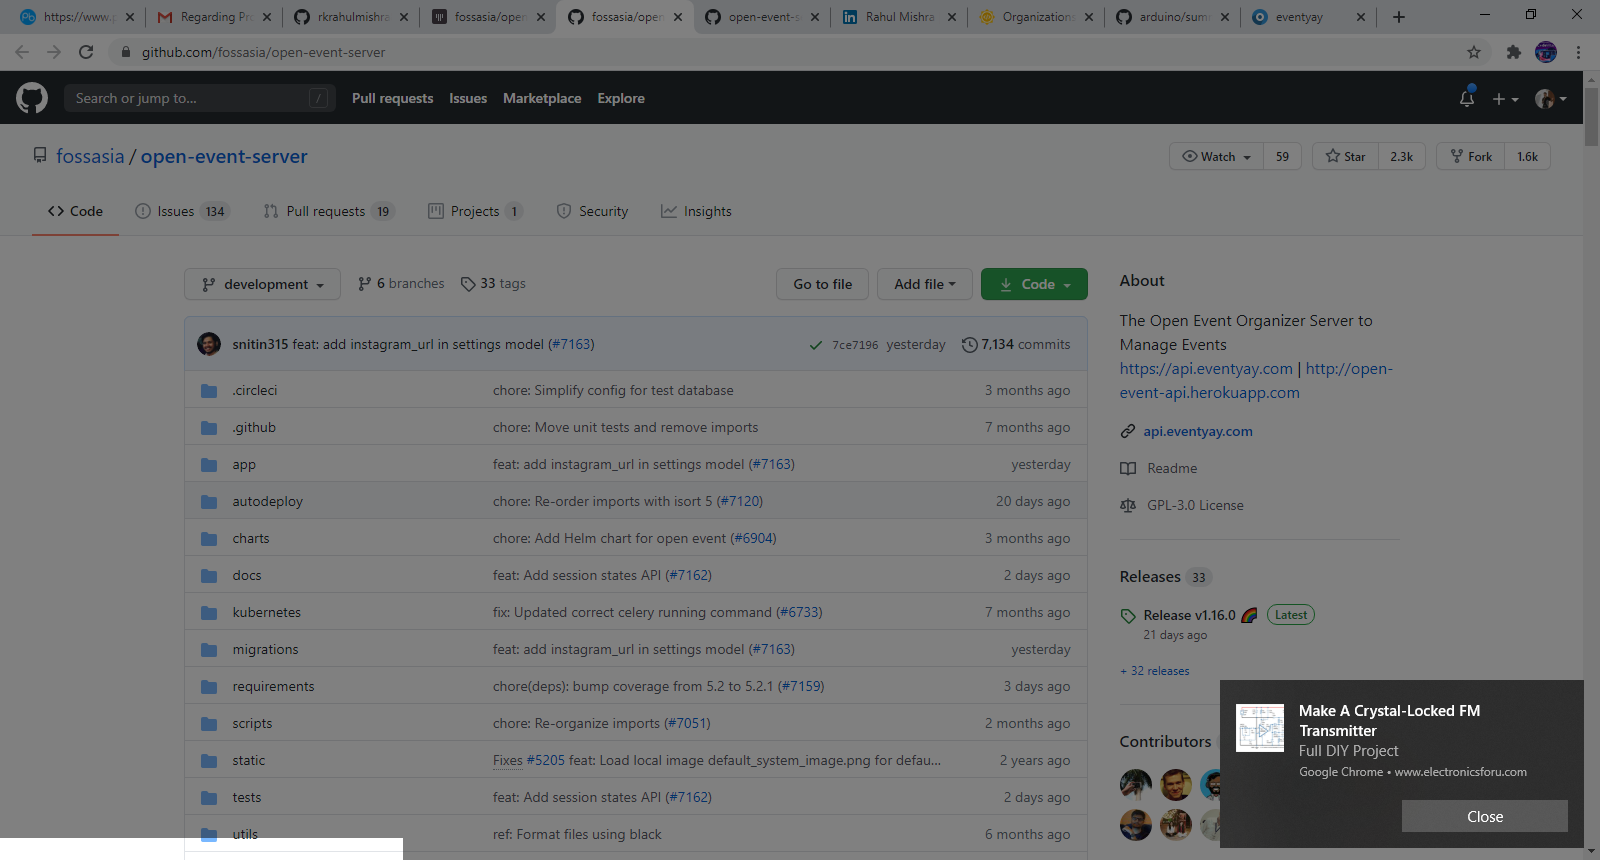 https://www.p
Regarding Pro
rkrahulmishra
fossasia/open
fossasia/open
open-event-s
Rahul Mishra
Organizations
arduino/sum
eventyay
github.com/fossasia/open-event-server
Search or jump to... /
Pull requests Issues Marketplace Explore
fossasia / open-event-server
Watch 59 Star 2.3k Fork 1.6k
Code Issues 134 Pull requests 19 Projects 1 Security Insights
development 6 branches 33 tags Go to file Add file Code
snitin315 feat: add instagram_url in settings model (#7163) 7ce7196 yesterday 7,134 commits
.circleci chore: Simplify config for test database 3 months ago
.github chore: Move unit tests and remove imports 7 months ago
app feat: add instagram_url in settings model (#7163) yesterday
autodeploy chore: Re-order imports with isort 5 (#7120) 20 days ago
charts chore: Add Helm chart for open event (#6904) 3 months ago
docs feat: Add session states API (#7162) 2 days ago
kubernetes fix: Updated correct celery running command (#6733) 7 months ago
migrations feat: add instagram_url in settings model (#7163) yesterday
requirements chore(deps): bump coverage from 5.2 to 5.2.1 (#7159) 3 days ago
scripts chore: Re-organize imports (#7051) 2 months ago
static Fixes #5205 feat: Load local image default_system_image.png for defau... 2 years ago
tests feat: Add session states API (#7162) 2 days ago
utils ref: Format files using black 6 months ago
About
The Open Event Organizer Server to
Manage Events
https://api.eventyay.com | http://open-
event-api.herokuapp.com
api.eventyay.com
Readme
GPL-3.0 License
Releases 33
Release v1.16.0 🌈 Latest
21 days ago
+ 32 releases
Contributors
Make A Crystal-Locked FM
Transmitter
Full DIY Project
Google Chrome • www.electronicsforu.com
Close